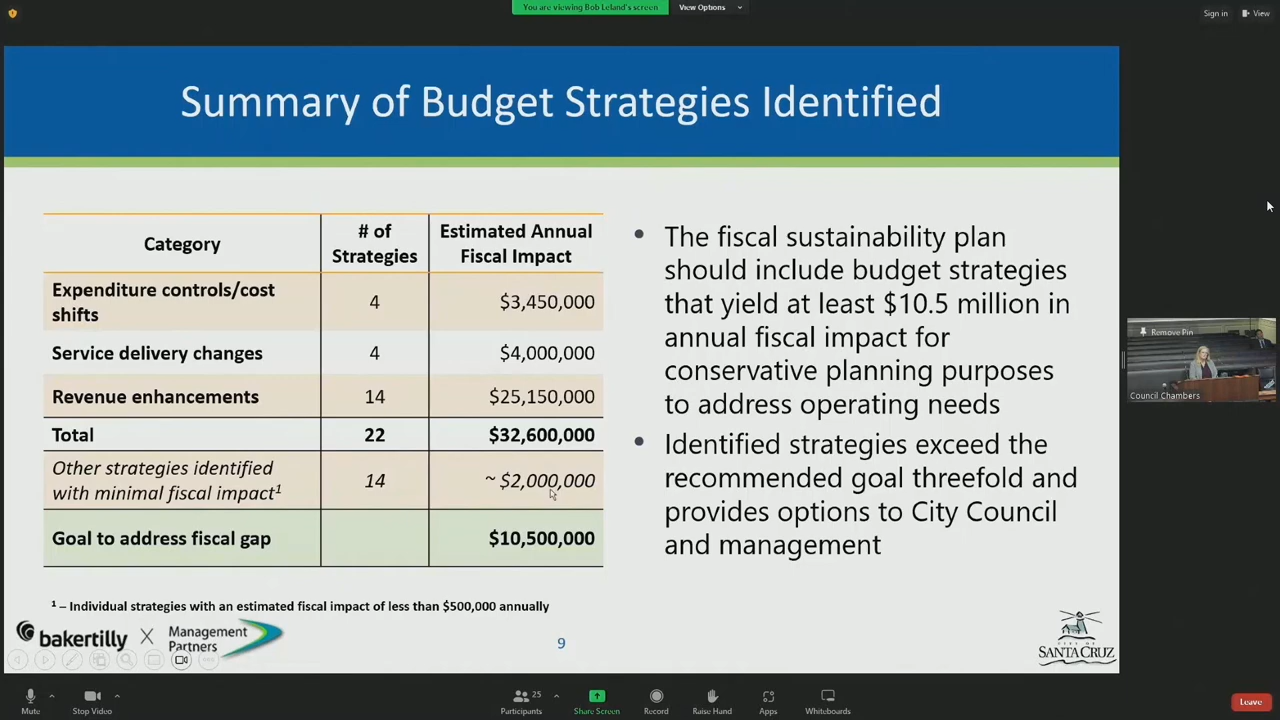 You are viewing Bob Leland's screen
View Options
Sign in
View
Summary of Budget Strategies Identified
Category
# of
Strategies
Estimated Annual
Fiscal Impact
Expenditure controls/cost
shifts
4
$3,450,000
Service delivery changes
4
$4,000,000
Revenue enhancements
14
$25,150,000
Total
22
$32,600,000
Other strategies identified
with minimal fiscal impact¹
14
~ $2,000,000
Goal to address fiscal gap
$10,500,000
¹ – Individual strategies with an estimated fiscal impact of less than $500,000 annually
• The fiscal sustainability plan
should include budget strategies
that yield at least $10.5 million in
annual fiscal impact for
conservative planning purposes
to address operating needs
• Identified strategies exceed the
recommended goal threefold and
provides options to City Council
and management
Remove Pin
Council Chambers
bakertilly X Management
Partners
9
CITY OF
SANTA CRUZ
Mute
Stop Video
25
Participants
Share Screen
Record
Raise Hand
Apps
Whiteboards
Leave